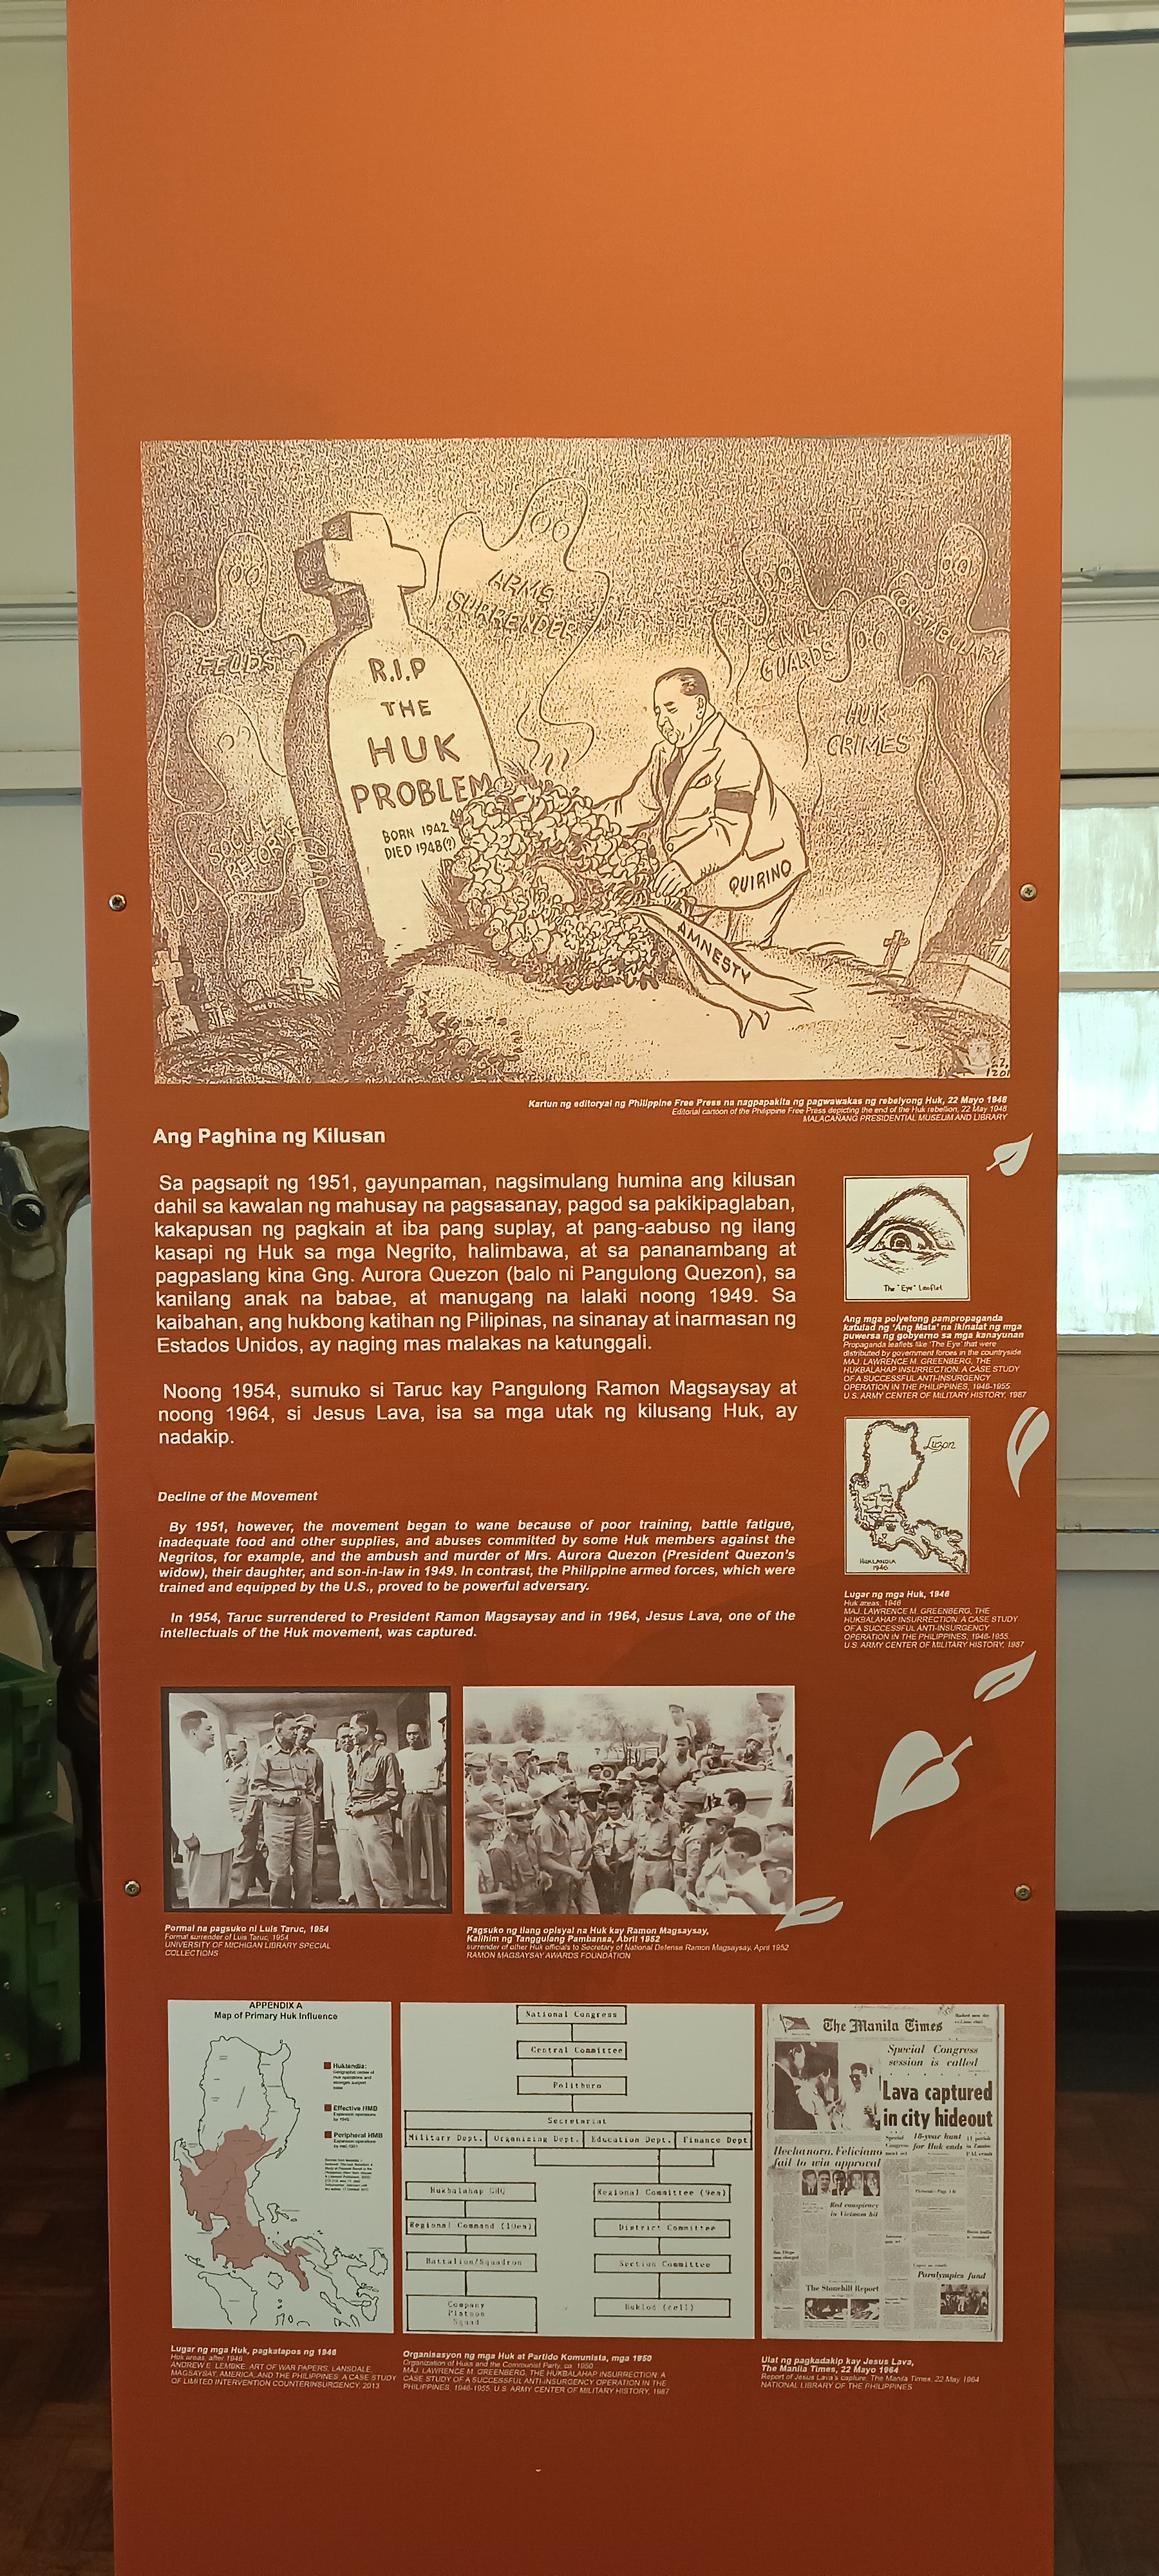 FEUDS
ARMS
SURRENDER
CIVIL
GUARDS
CONSTABULARY
HUK
CRIMES
SOCIAL
REFORM
R.I.P
THE
HUK
PROBLEM
BORN 1942
DIED 1948(?)
QUIRINO
AMNESTY
Kartun ng editoryal ng Philippine Free Press na nagpapakita ng pagwawakas ng rebelyong Huk, 22 Mayo 1948
Editorial cartoon of the Philippine Free Press depicting the end of the Huk rebellion, 22 May 1948
MALACAÑANG PRESIDENTIAL MUSEUM AND LIBRARY
Ang Paghina ng Kilusan
Sa pagsapit ng 1951, gayunpaman, nagsimulang humina ang kilusan
dahil sa kawalan ng mahusay na pagsasanay, pagod sa pakikipaglaban,
kakapusan ng pagkain at iba pang suplay, at pang-aabuso ng ilang
kasapi ng Huk sa mga Negrito, halimbawa, at sa pananambang at
pagpaslang kina Gng. Aurora Quezon (balo ni Pangulong Quezon), sa
kanilang anak na babae, at manugang na lalaki noong 1949. Sa
kaibahan, ang hukbong katihan ng Pilipinas, na sinanay at inarmasan ng
Estados Unidos, ay naging mas malakas na katunggali.
Noong 1954, sumuko si Taruc kay Pangulong Ramon Magsaysay at
noong 1964, si Jesus Lava, isa sa mga utak ng kilusang Huk, ay
nadakip.
Decline of the Movement
By 1951, however, the movement began to wane because of poor training, battle fatigue,
inadequate food and other supplies, and abuses committed by some Huk members against the
Negritos, for example, and the ambush and murder of Mrs. Aurora Quezon (President Quezon's
widow), their daughter, and son-in-law in 1949. In contrast, the Philippine armed forces, which were
trained and equipped by the U.S., proved to be powerful adversary.
In 1954, Taruc surrendered to President Ramon Magsaysay and in 1964, Jesus Lava, one of the
intellectuals of the Huk movement, was captured.
The "Eye" Leaflet
Ang mga polyetong pampropaganda
katulad ng 'Ang Mata' na ikinalat ng mga
puwersa ng gobyerno sa mga kanayunan
Propaganda leaflets like 'The Eye' that were
distributed by government forces in the countryside
MAJ. LAWRENCE M. GREENBERG, THE
HUKBALAHAP INSURRECTION: A CASE STUDY
OF A SUCCESSFUL ANTI-INSURGENCY
OPERATION IN THE PHILIPPINES, 1946-1955.
U.S. ARMY CENTER OF MILITARY HISTORY, 1987
Luzon
HUKLANDIA
1946
Lugar ng mga Huk, 1946
Huk areas, 1946
MAJ. LAWRENCE M. GREENBERG, THE
HUKBALAHAP INSURRECTION: A CASE STUDY
OF A SUCCESSFUL ANTI-INSURGENCY
OPERATION IN THE PHILIPPINES, 1946-1955.
U.S. ARMY CENTER OF MILITARY HISTORY, 1987
Pormal na pagsuko ni Luis Taruc, 1954
Formal surrender of Luis Taruc, 1954
UNIVERSITY OF MICHIGAN LIBRARY SPECIAL
COLLECTIONS
Pagsuko ng ilang opisyal na Huk kay Ramon Magsaysay,
Kalihim ng Tanggulang Pambansa, Abril 1952
surrender of other Huk officials to Secretary of National Defense Ramon Magsaysay, April 1952
RAMON MAGSAYSAY AWARDS FOUNDATION
APPENDIX A
Map of Primary Huk Influence
Huklandia:
Effective HMB
Peripheral HMB
Lugar ng mga Huk, pagkatapos ng 1946
Huk areas, after 1946
ANDREW E. LEMBKE, ART OF WAR PAPERS, LANSDALE,
MAGSAYSAY, AMERICA, AND THE PHILIPPINES: A CASE STUDY
OF LIMITED INTERVENTION COUNTERINSURGENCY, 2013
National Congress
Central Committee
Politburo
Secretariat
Military Dept. Organizing Dept. Education Dept. Finance Dept
Hukbalahap GHQ
Regional Committee (9ea)
Regional Command (10ea)
District Committee
Battalion/Squadron
Section Committee
Company
Platoon
Squad
Huklod (cell)
Organisasyon ng mga Huk at Partido Komunista, mga 1950
Organization of Huks and the Communist Party, ca. 1950
MAJ. LAWRENCE M. GREENBERG, THE HUKBALAHAP INSURRECTION: A
CASE STUDY OF A SUCCESSFUL ANTI-INSURGENCY OPERATION IN THE
PHILIPPINES, 1946-1955. U.S. ARMY CENTER OF MILITARY HISTORY, 1987
The Manila Times
Special Congress
session is called
Lava captured
in city hideout
18-year hunt
for Huk ends
Hechanova, Feliciano
fail to win approval
Red conspiracy
in Vietnam hit
The Stonehill Report
Paralympics fund
Ulat ng pagkadakip kay Jesus Lava,
The Manila Times, 22 Mayo 1964
Report of Jesus Lava's capture, The Manila Times, 22 May 1964
NATIONAL LIBRARY OF THE PHILIPPINES